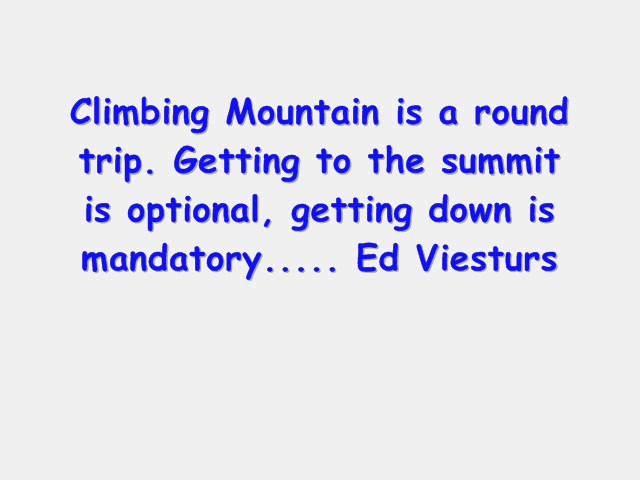 Climbing Mountain is a round
trip. Getting to the summit
is optional, getting down is
mandatory..... Ed Viesturs